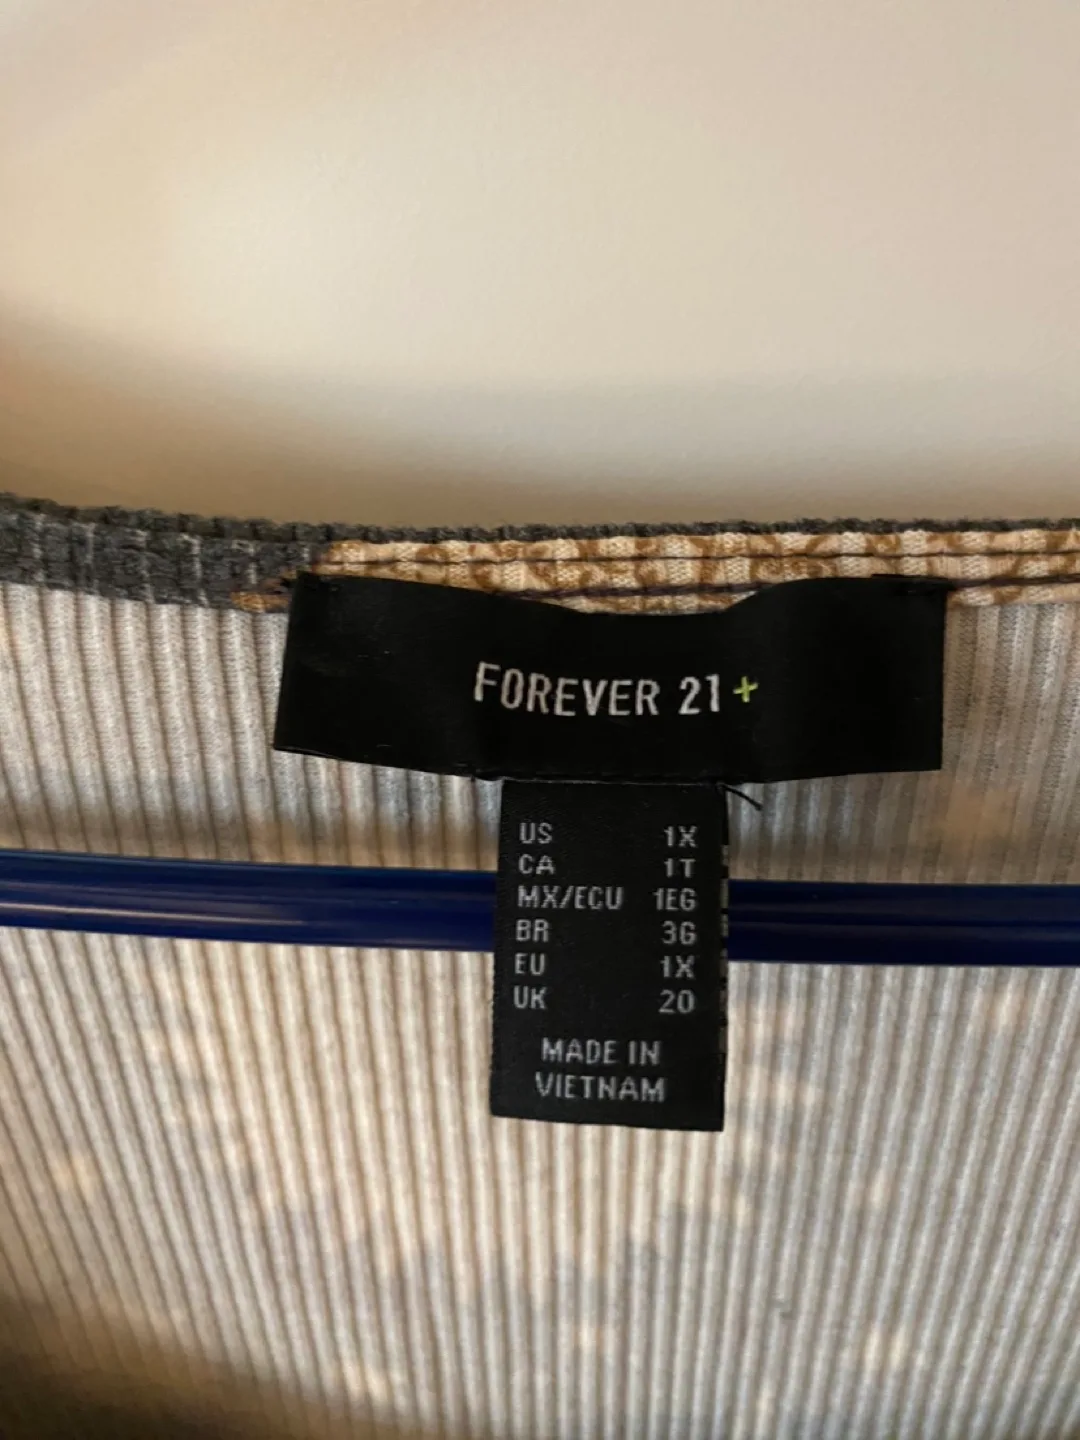 FOREVER 21+
US 1X
CA 1T
MX/ECU 1EG
BR 3G
EU 1X
UK 20
MADE IN
VIETNAM